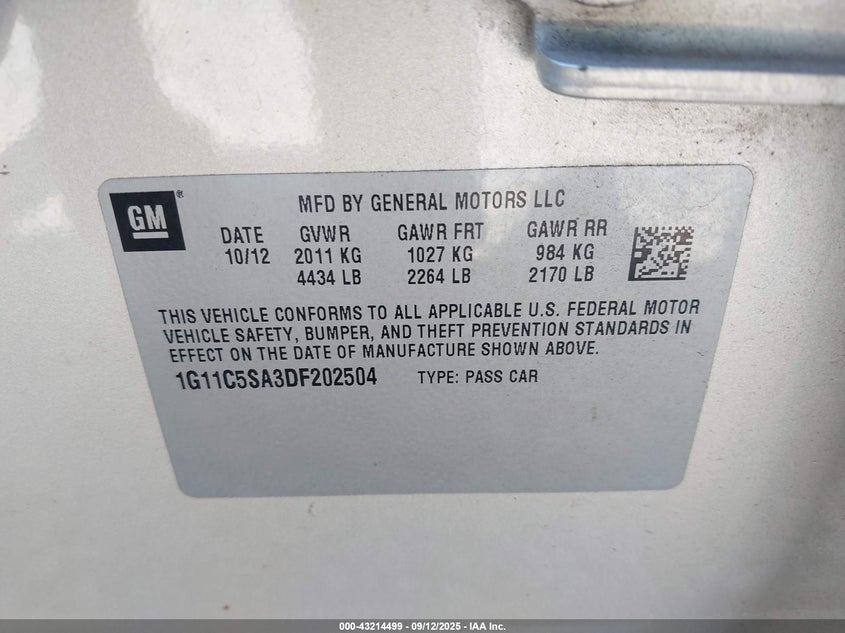 GM®
MFD BY GENERAL MOTORS LLC
DATE GVWR GAWR FRT GAWR RR
10/12 2011 KG 1027 KG 984 KG
4434 LB 2264 LB 2170 LB
THIS VEHICLE CONFORMS TO ALL APPLICABLE U.S. FEDERAL MOTOR
VEHICLE SAFETY, BUMPER, AND THEFT PREVENTION STANDARDS IN
EFFECT ON THE DATE OF MANUFACTURE SHOWN ABOVE.
1G11C5SA3DF202504 TYPE: PASS CAR
000-43214499 - 09/12/2025 - IAA Inc.